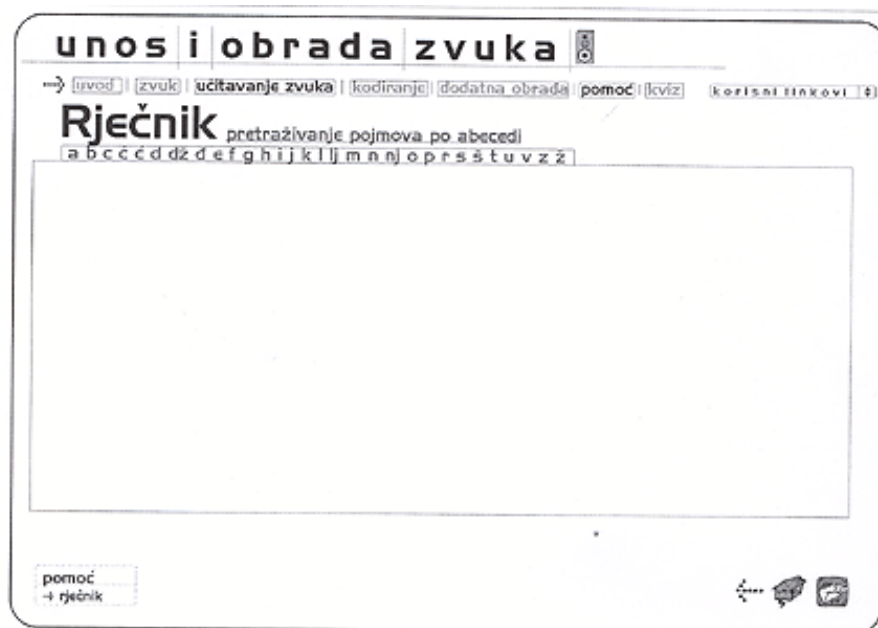 unos i obrada zvuka
uvod | zvuk | učitavanje zvuka | kodiranje | dodatna obrada | pomoć | kviz korisni linkovi
Rječnik pretraživanje pojmova po abecedi
a b c č ć d dž đ e f g h i j k l lj m n nj o p r s š t u v z ž
pomoć
→ rječnik